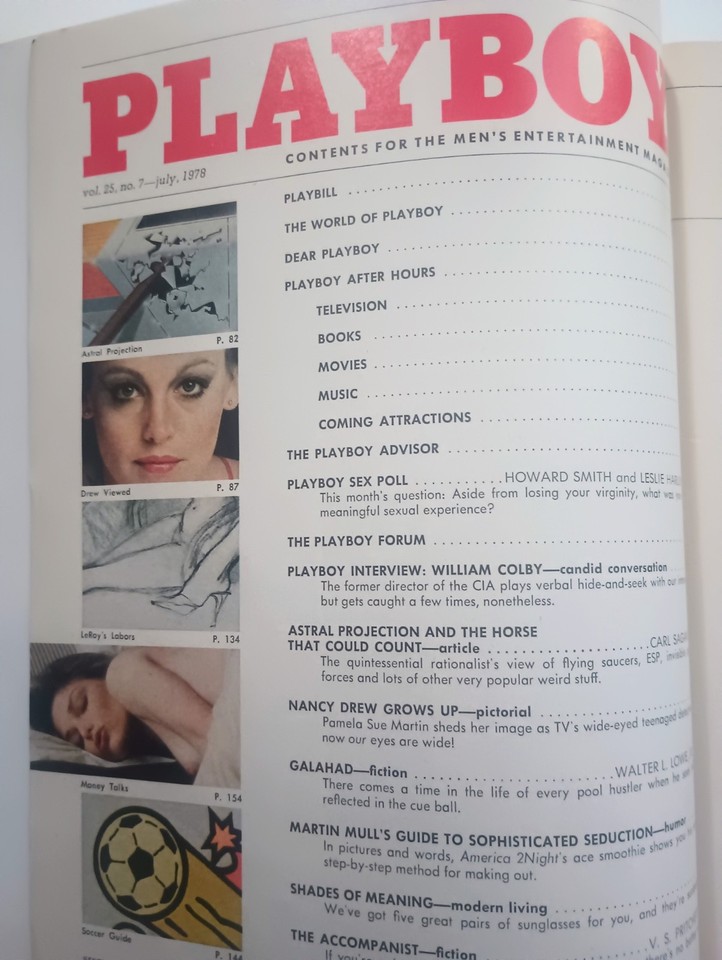 PLAYBOY
CONTENTS FOR THE MEN'S ENTERTAINMENT
vol. 25, no. 7—july, 1978
Astral Projection P. 82
Drew Viewed P. 87
LeRoy's Labors P. 134
Money Talks P. 154
Soccer Guide
PLAYBILL
THE WORLD OF PLAYBOY
DEAR PLAYBOY
PLAYBOY AFTER HOURS
TELEVISION
BOOKS
MOVIES
MUSIC
COMING ATTRACTIONS
THE PLAYBOY ADVISOR
PLAYBOY SEX POLL HOWARD SMITH and LESLIE
This month's question: Aside from losing your virginity, what was
meaningful sexual experience?
THE PLAYBOY FORUM
PLAYBOY INTERVIEW: WILLIAM COLBY—candid conversation
The former director of the CIA plays verbal hide-and-seek with our
but gets caught a few times, nonetheless.
ASTRAL PROJECTION AND THE HORSE
THAT COULD COUNT—article CARL
The quintessential rationalist's view of flying saucers, ESP,
forces and lots of other very popular weird stuff.
NANCY DREW GROWS UP—pictorial
Pamela Sue Martin sheds her image as TV's wide-eyed teenaged
now our eyes are wide!
GALAHAD—fiction WALTER L.
There comes a time in the life of every pool hustler when he
reflected in the cue ball.
MARTIN MULL'S GUIDE TO SOPHISTICATED SEDUCTION—humor
In pictures and words, America 2Night's ace smoothie shows you
step-by-step method for making out.
SHADES OF MEANING—modern living
We've got five great pairs of sunglasses for you, and they're
THE ACCOMPANIST—fiction V. S.
If you're
there's no